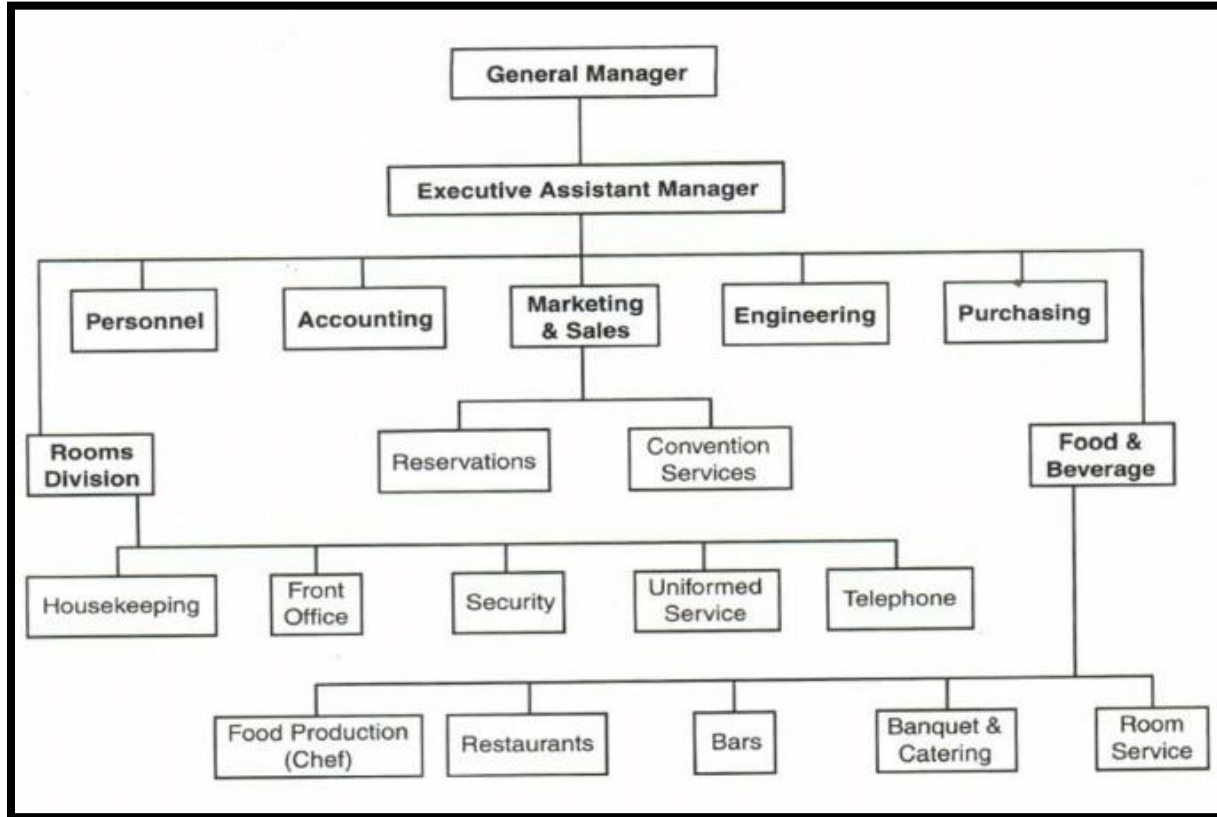 General Manager
Executive Assistant Manager
Personnel
Accounting
Marketing
& Sales
Engineering
Purchasing
Rooms
Division
Reservations
Convention
Services
Food &
Beverage
Housekeeping
Front
Office
Security
Uniformed
Service
Telephone
Food Production
(Chef)
Restaurants
Bars
Banquet &
Catering
Room
Service